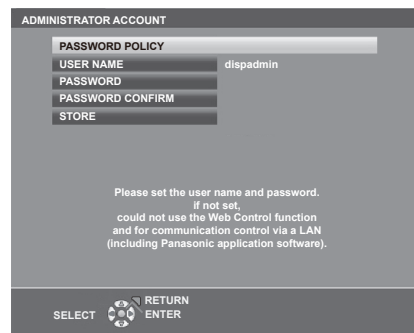 ADMINISTRATOR ACCOUNT
PASSWORD POLICY
USER NAME dispadmin
PASSWORD
PASSWORD CONFIRM
STORE
Please set the user name and password.
if not set,
could not use the Web Control function
and for communication control via a LAN
(including Panasonic application software).
RETURN
SELECT ENTER